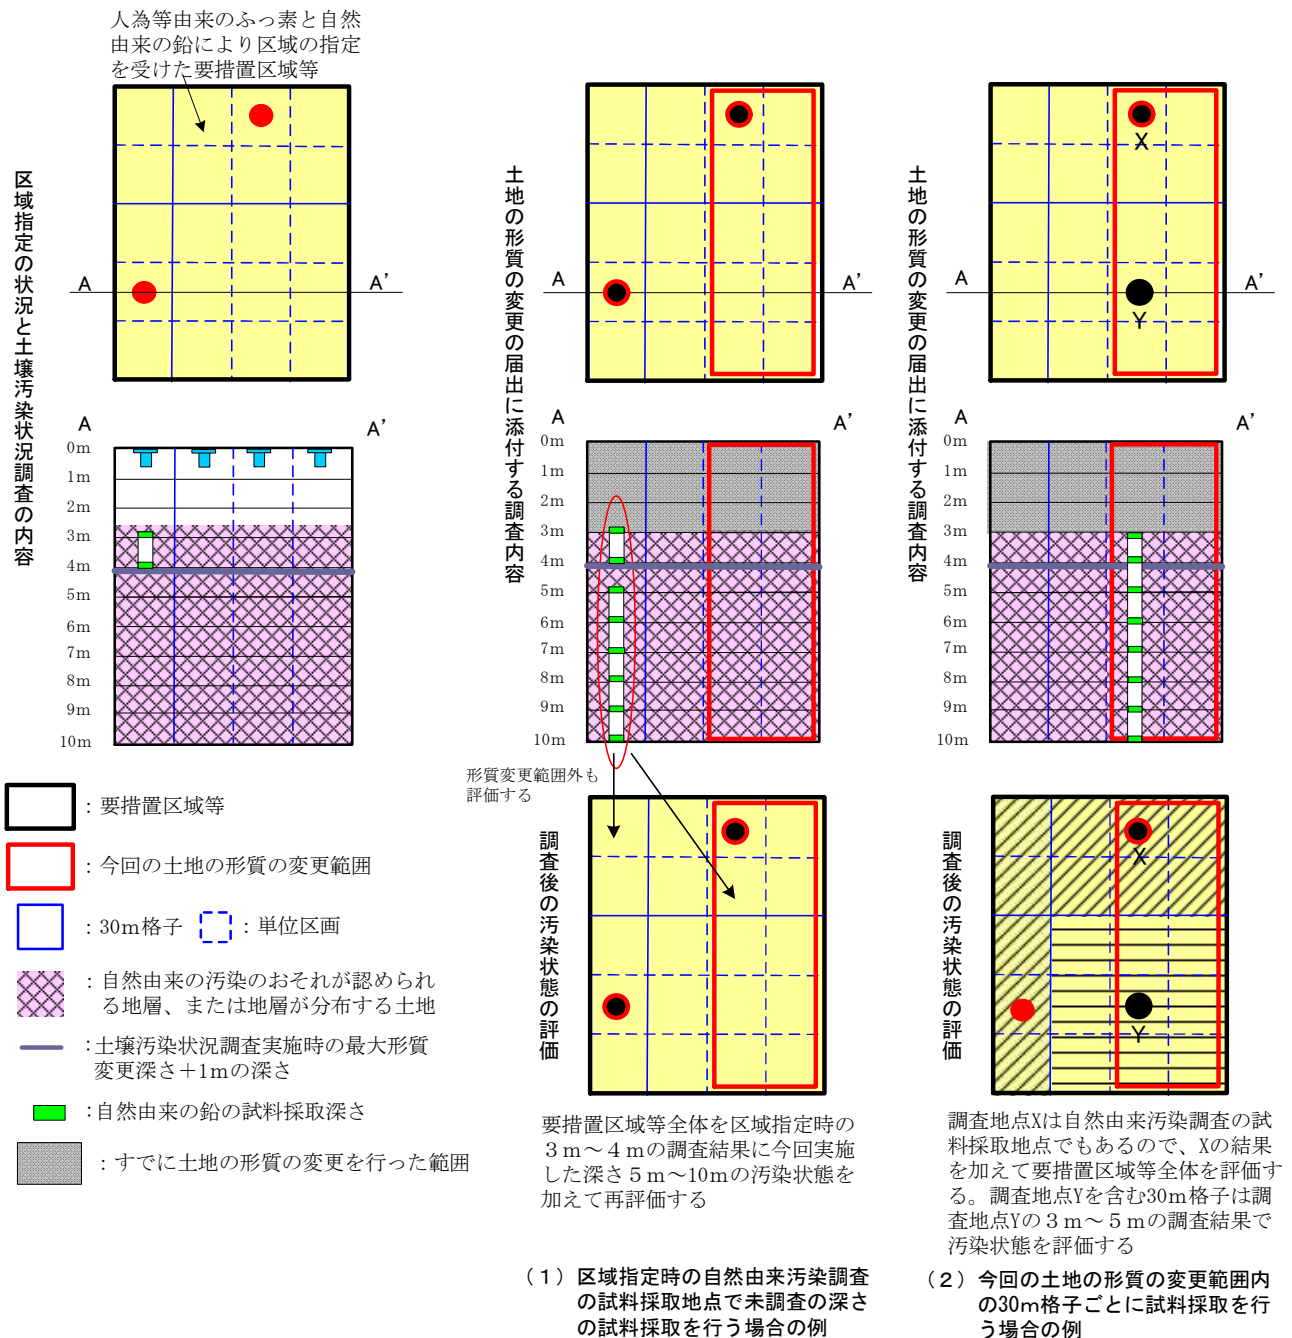 人為等由来のふっ素と自然
由来の鉛により区域の指定
を受けた要措置区域等
区域指定の状況と土壌汚染状況調査の内容
A
A’
A
A’
0m
1m
2m
3m
4m
5m
6m
7m
8m
9m
10m
:要措置区域等
:今回の土地の形質の変更範囲
:30m格子
:単位区画
:自然由来の汚染のおそれが認められ
る地層、または地層が分布する土地
:土壌汚染状況調査実施時の最大形質
変更深さ+1mの深さ
:自然由来の鉛の試料採取深さ
:すでに土地の形質の変更を行った範囲
土地の形質の変更の届出に添付する調査内容
A
A’
A
A’
0m
1m
2m
3m
4m
5m
6m
7m
8m
9m
10m
形質変更範囲外も
評価する
調査後の汚染状態の評価
要措置区域等全体を区域指定時の
3m~4mの調査結果に今回実施
した深さ5m~10mの汚染状態を
加えて再評価する
(1) 区域指定時の自然由来汚染調査
の試料採取地点で未調査の深さ
の試料採取を行う場合の例
土地の形質の変更の届出に添付する調査内容
X
A
A’
Y
A
A’
0m
1m
2m
3m
4m
5m
6m
7m
8m
9m
10m
調査後の汚染状態の評価
X
Y
調査地点Xは自然由来汚染調査の試
料採取地点でもあるので、Xの結果
を加えて要措置区域等全体を評価す
る。調査地点Yを含む30m格子は調
査地点Yの3m~5mの調査結果で
汚染状態を評価する
(2) 今回の土地の形質の変更範囲内
の30m格子ごとに試料採取を行
う場合の例